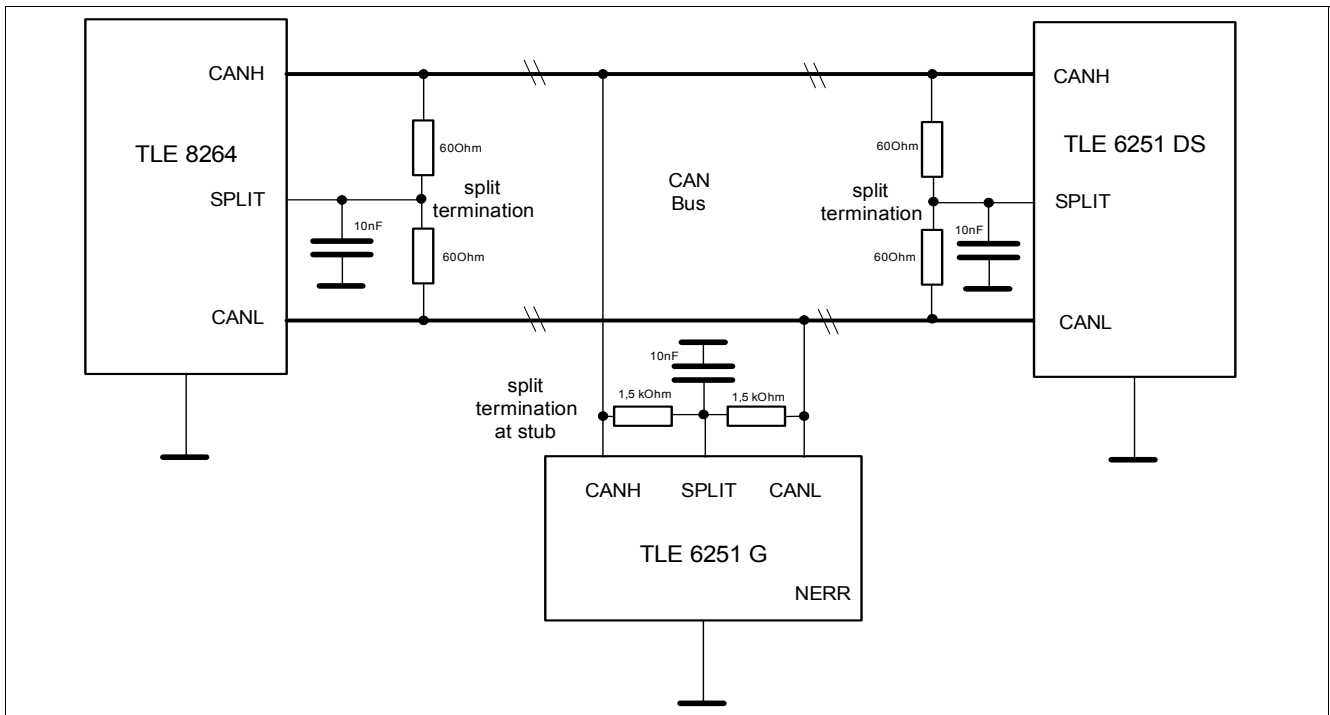 CANH
TLE 8264
SPLIT
CANL
60Ohm
split
termination
10nF
60Ohm
CAN
Bus
CANH
TLE 6251 DS
SPLIT
CANL
60Ohm
split
termination
10nF
60Ohm
split
termination
at stub
10nF
1,5 kOhm
1,5 kOhm
CANH
SPLIT
CANL
TLE 6251 G
NERR